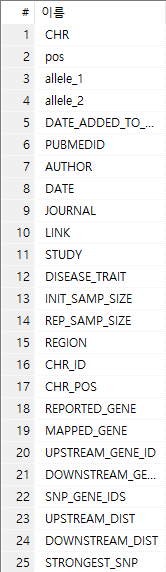 # 이름
1 CHR
2 pos
3 allele_1
4 allele_2
5 DATE_ADDED_TO_...
6 PUBMEDID
7 AUTHOR
8 DATE
9 JOURNAL
10 LINK
11 STUDY
12 DISEASE_TRAIT
13 INIT_SAMP_SIZE
14 REP_SAMP_SIZE
15 REGION
16 CHR_ID
17 CHR_POS
18 REPORTED_GENE
19 MAPPED_GENE
20 UPSTREAM_GENE_ID
21 DOWNSTREAM_GE...
22 SNP_GENE_IDS
23 UPSTREAM_DIST
24 DOWNSTREAM_DIST
25 STRONGEST_SNP